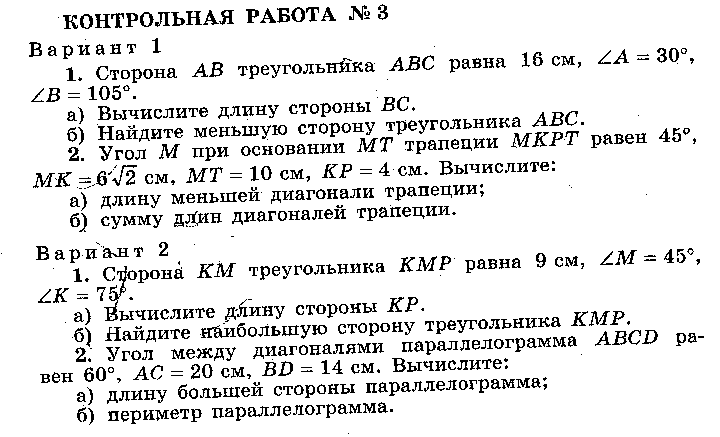 КОНТРОЛЬНАЯ РАБОТА № 3
Вариант 1
1. Сторона AB треугольника ABC равна 16 см, ∠A = 30°,
∠B = 105°.
а) Вычислите длину стороны BC.
б) Найдите меньшую сторону треугольника ABC.
2. Угол M при основании MT трапеции MKPT равен 45°,
MK = 6√2 см, MT = 10 см, KP = 4 см. Вычислите:
а) длину меньшей диагонали трапеции;
б) сумму длин диагоналей трапеции.
Вариант 2
1. Сторона KM треугольника KMP равна 9 см, ∠M = 45°,
∠K = 75°.
а) Вычислите длину стороны KP.
б) Найдите наибольшую сторону треугольника KMP.
2. Угол между диагоналями параллелограмма ABCD ра-
вен 60°, AC = 20 см, BD = 14 см. Вычислите:
а) длину большей стороны параллелограмма;
б) периметр параллелограмма.